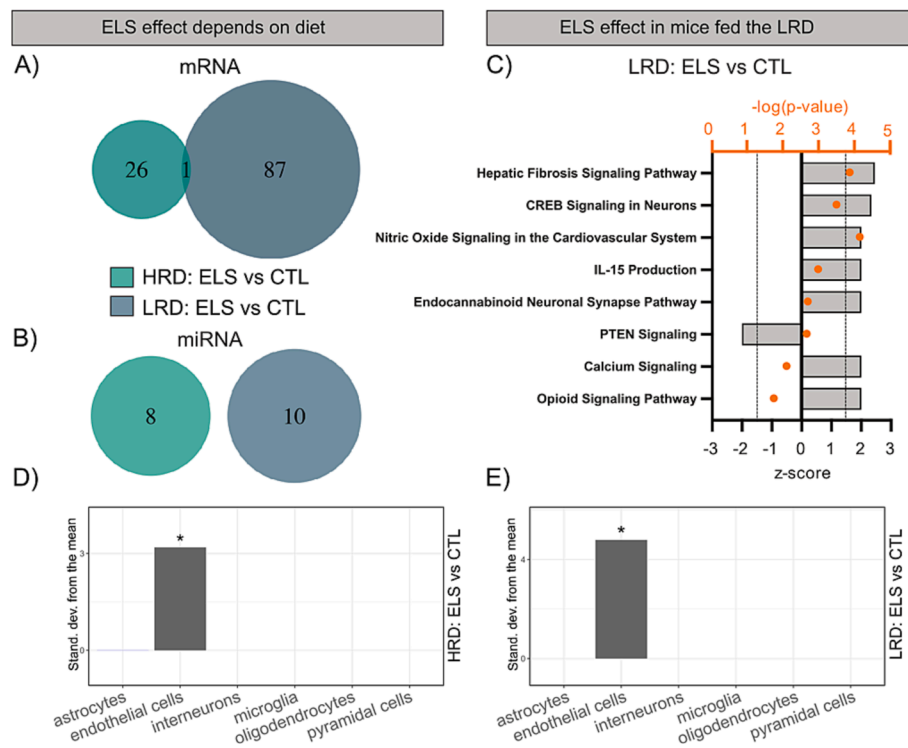 ELS effect depends on diet
ELS effect in mice fed the LRD
A)
mRNA
26
1
87
HRD: ELS vs CTL
LRD: ELS vs CTL
B)
miRNA
8
10
C)
LRD: ELS vs CTL
-log(p-value)
0 1 2 3 4 5
Hepatic Fibrosis Signaling Pathway
CREB Signaling in Neurons
Nitric Oxide Signaling in the Cardiovascular System
IL-15 Production
Endocannabinoid Neuronal Synapse Pathway
PTEN Signaling
Calcium Signaling
Opioid Signaling Pathway
-3 -2 -1 0 1 2 3
z-score
D)
Stand. dev. from the mean
3
0
*
HRD: ELS vs CTL
astrocytes
endothelial cells
interneurons
microglia
oligodendrocytes
pyramidal cells
E)
Stand. dev. from the mean
4
0
*
LRD: ELS vs CTL
astrocytes
endothelial cells
interneurons
microglia
oligodendrocytes
pyramidal cells